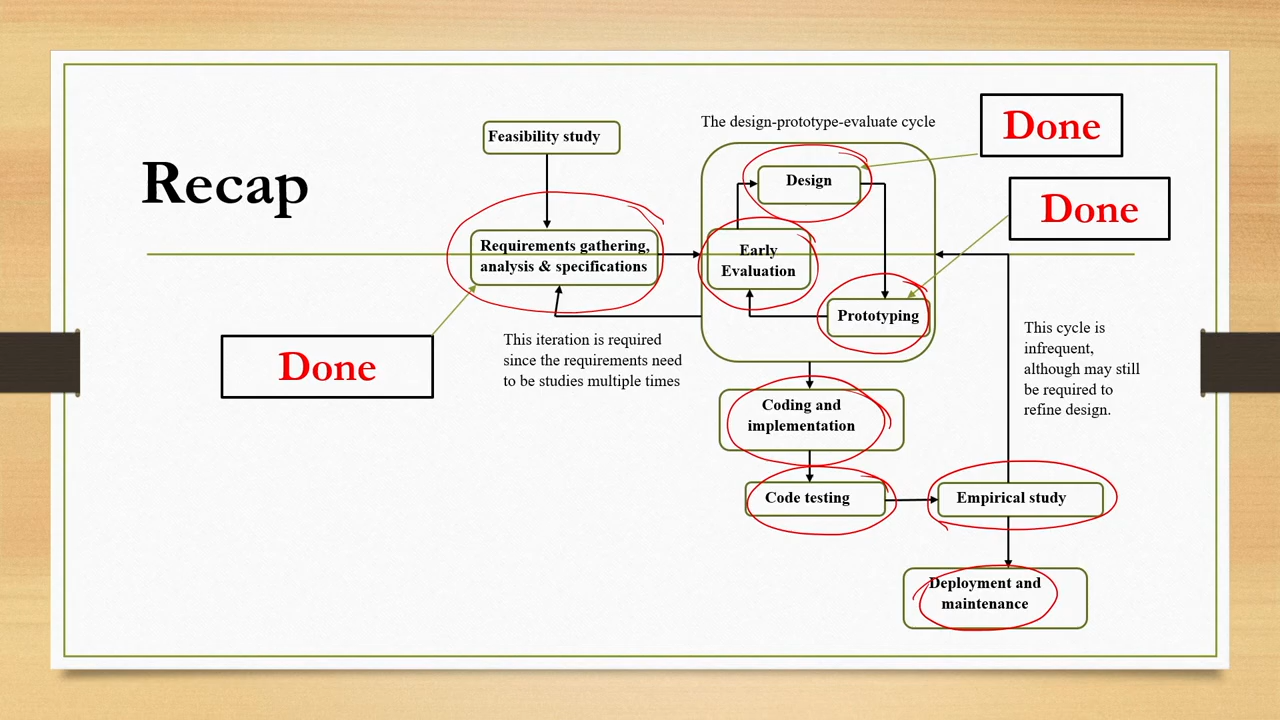 Recap
Feasibility study
Requirements gathering,
analysis & specifications
This iteration is required
since the requirements need
to be studies multiple times
The design-prototype-evaluate cycle
Design
Early
Evaluation
Prototyping
Coding and
implementation
Code testing
Empirical study
Deployment and
maintenance
This cycle is
infrequent,
although may still
be required to
refine design.
Done
Done
Done